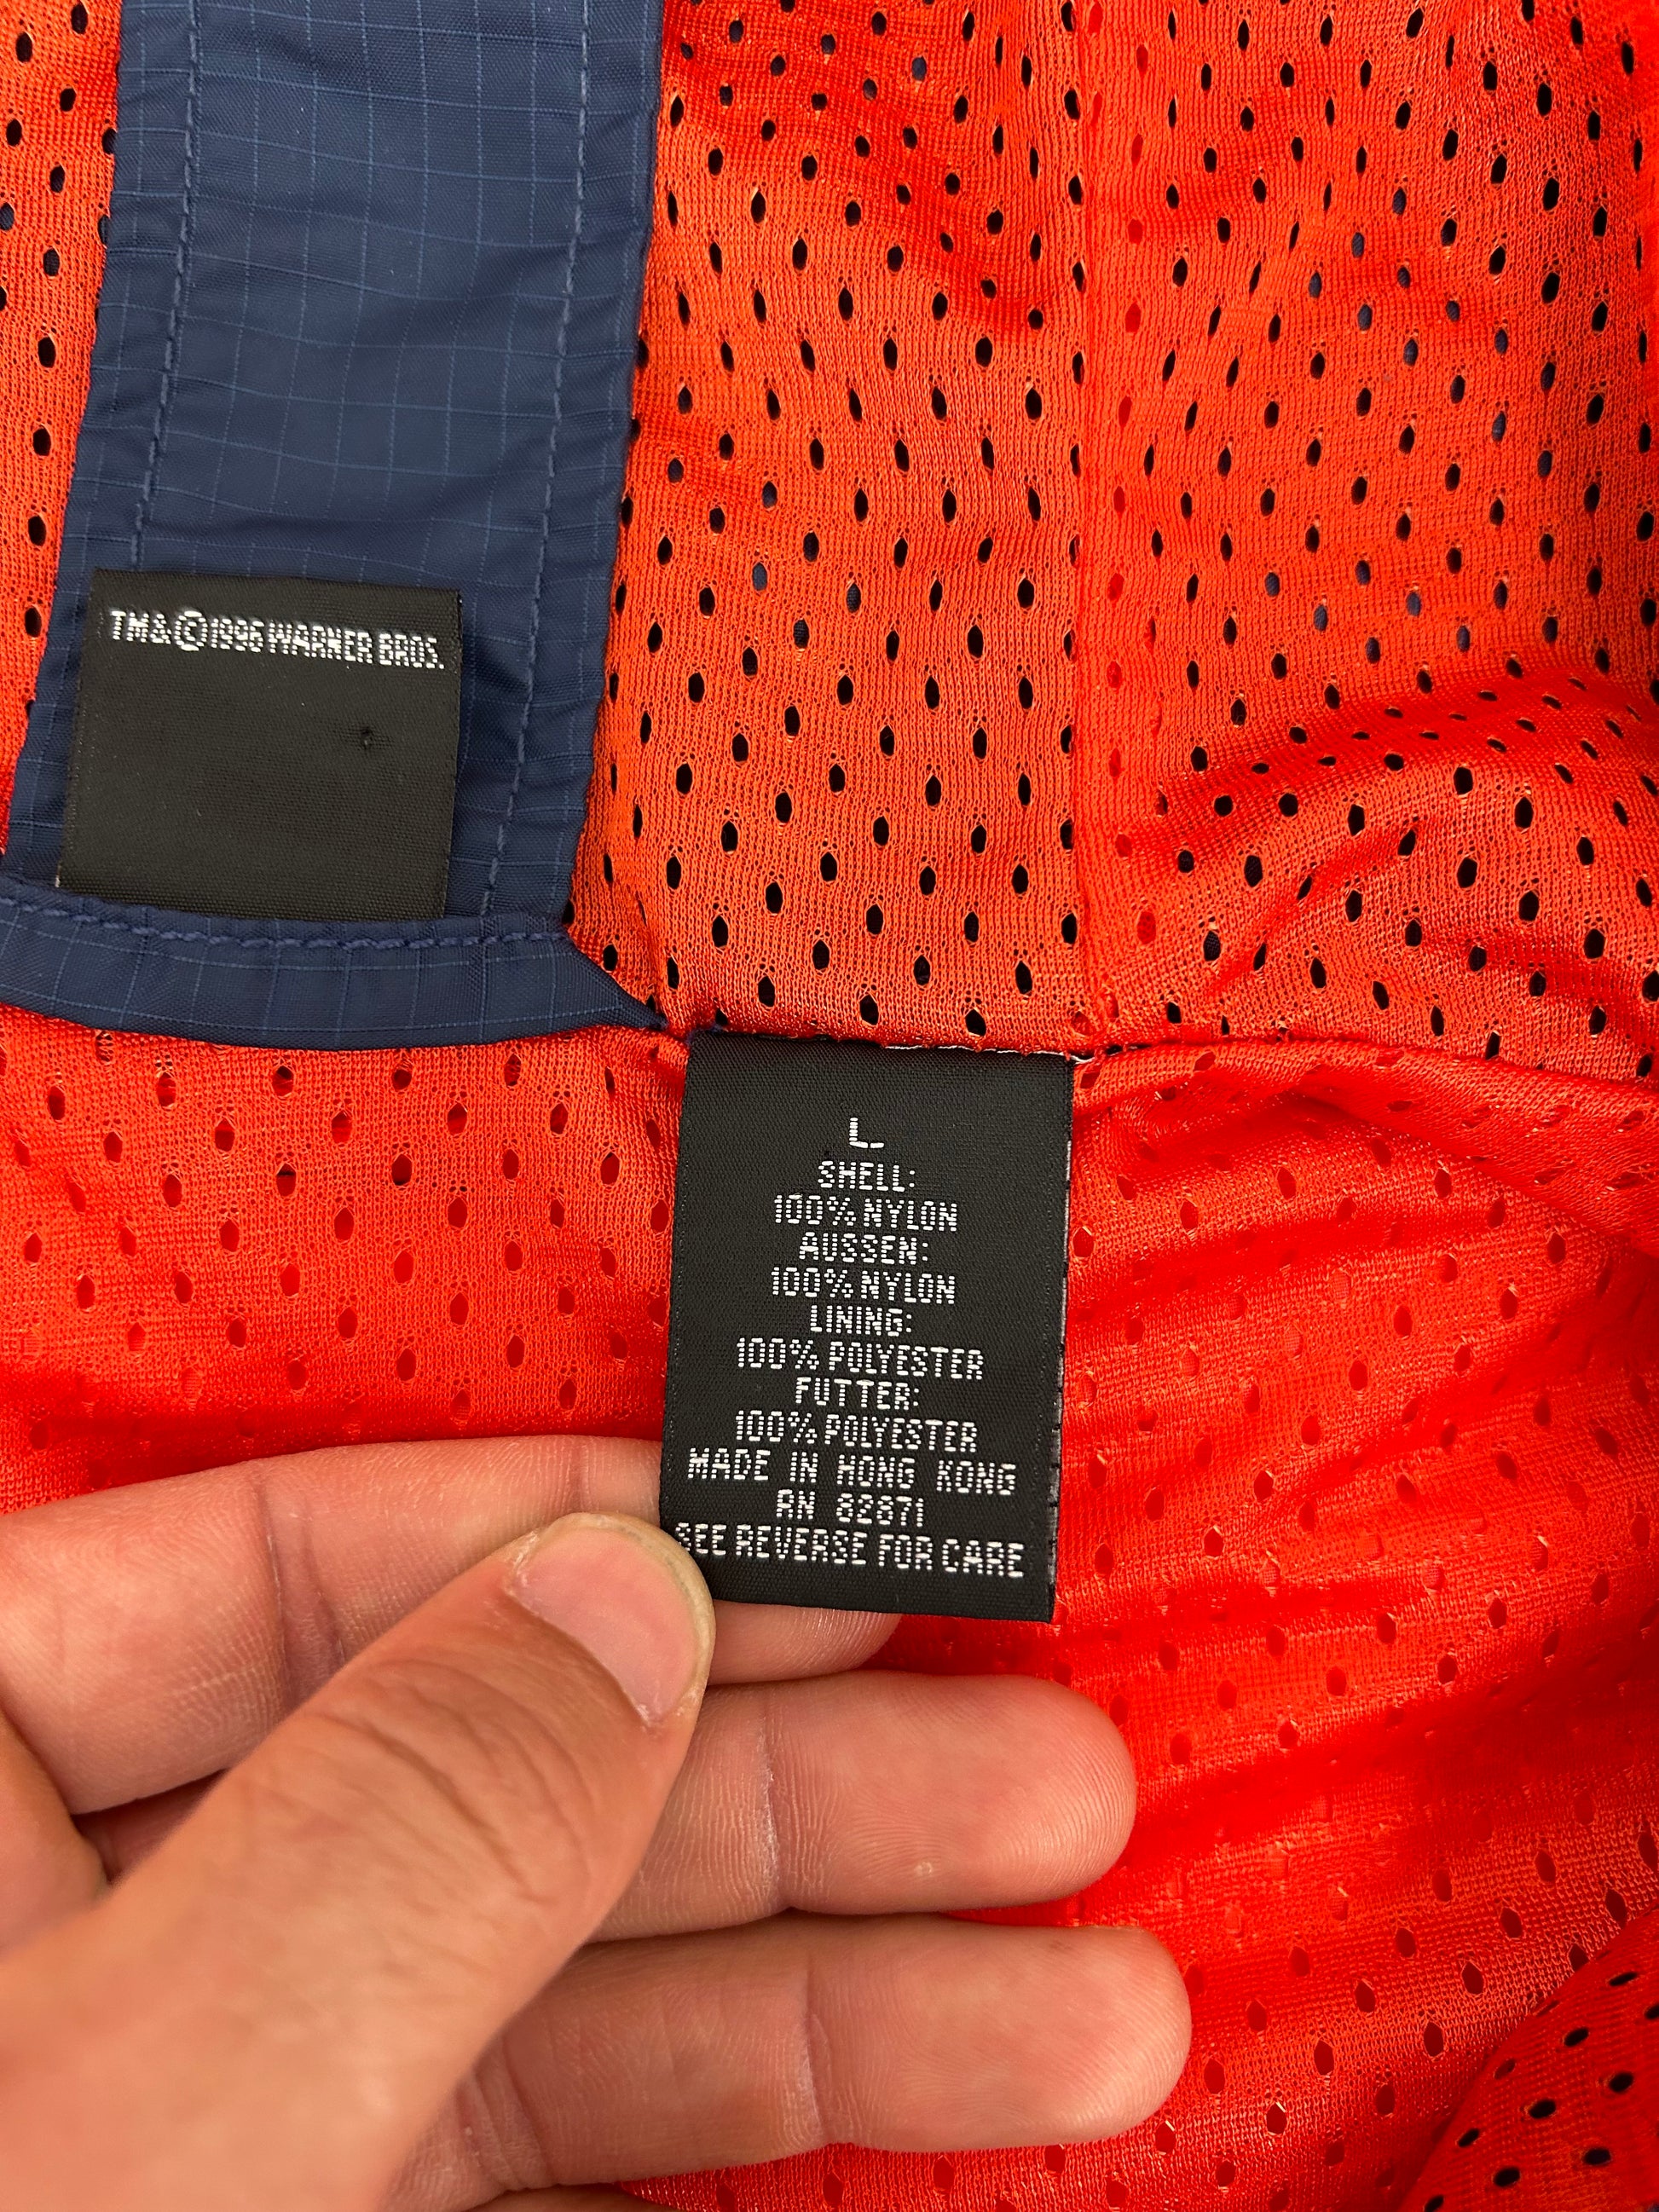 TM&©1996 WARNER BROS.
L
SHELL:
100% NYLON
AUSSEN:
100% NYLON
LINING:
100% POLYESTER
FUTTER:
100% POLYESTER
MADE IN HONG KONG
RN 82871
SEE REVERSE FOR CARE